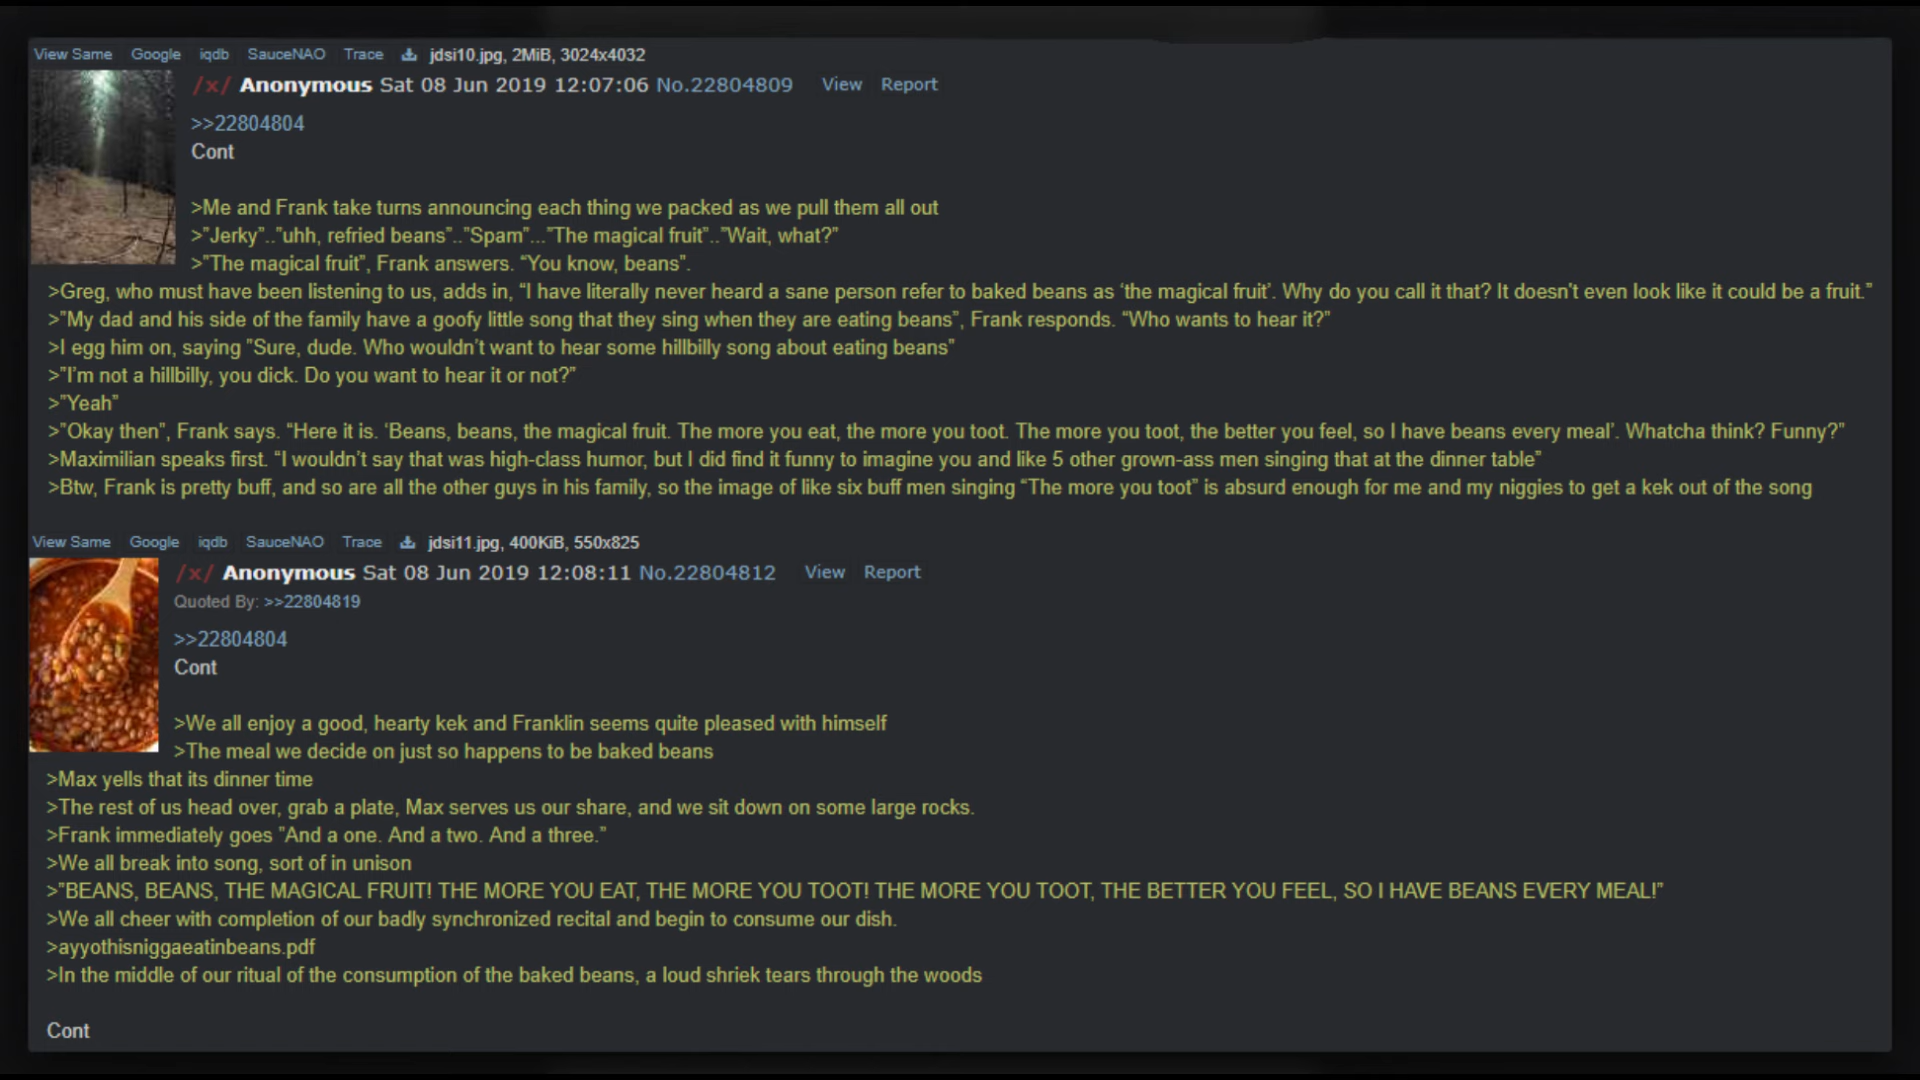 View Same Google iqdb SauceNAO Trace jdsi10.jpg, 2MiB, 3024x4032
/x/ Anonymous Sat 08 Jun 2019 12:07:06 No.22804809 View Report
>>22804804
Cont
>Me and Frank take turns announcing each thing we packed as we pull them all out
>"Jerky".."uhh, refried beans".."Spam"..."The magical fruit".."Wait, what?"
>"The magical fruit", Frank answers. “You know, beans”.
>Greg, who must have been listening to us, adds in, “I have literally never heard a sane person refer to baked beans as ‘the magical fruit’. Why do you call it that? It doesn't even look like it could be a fruit.”
>"My dad and his side of the family have a goofy little song that they sing when they are eating beans”, Frank responds. “Who wants to hear it?”
>I egg him on, saying "Sure, dude. Who wouldn’t want to hear some hillbilly song about eating beans”
>"I’m not a hillbilly, you dick. Do you want to hear it or not?”
>"Yeah”
>"Okay then”, Frank says. “Here it is. ‘Beans, beans, the magical fruit. The more you eat, the more you toot. The more you toot, the better you feel, so I have beans every meal’. Whatcha think? Funny?”
>Maximilian speaks first. “I wouldn’t say that was high-class humor, but I did find it funny to imagine you and like 5 other grown-ass men singing that at the dinner table”
>Btw, Frank is pretty buff, and so are all the other guys in his family, so the image of like six buff men singing “The more you toot” is absurd enough for me and my niggies to get a kek out of the song
View Same Google iqdb SauceNAO Trace jdsi11.jpg, 400KiB, 550x825
/x/ Anonymous Sat 08 Jun 2019 12:08:11 No.22804812 View Report
Quoted By: >>22804819
>>22804804
Cont
>We all enjoy a good, hearty kek and Franklin seems quite pleased with himself
>The meal we decide on just so happens to be baked beans
>Max yells that its dinner time
>The rest of us head over, grab a plate, Max serves us our share, and we sit down on some large rocks.
>Frank immediately goes "And a one. And a two. And a three.”
>We all break into song, sort of in unison
>"BEANS, BEANS, THE MAGICAL FRUIT! THE MORE YOU EAT, THE MORE YOU TOOT! THE MORE YOU TOOT, THE BETTER YOU FEEL, SO I HAVE BEANS EVERY MEAL!”
>We all cheer with completion of our badly synchronized recital and begin to consume our dish.
>ayyothisniggaeatinbeans.pdf
>In the middle of our ritual of the consumption of the baked beans, a loud shriek tears through the woods
Cont